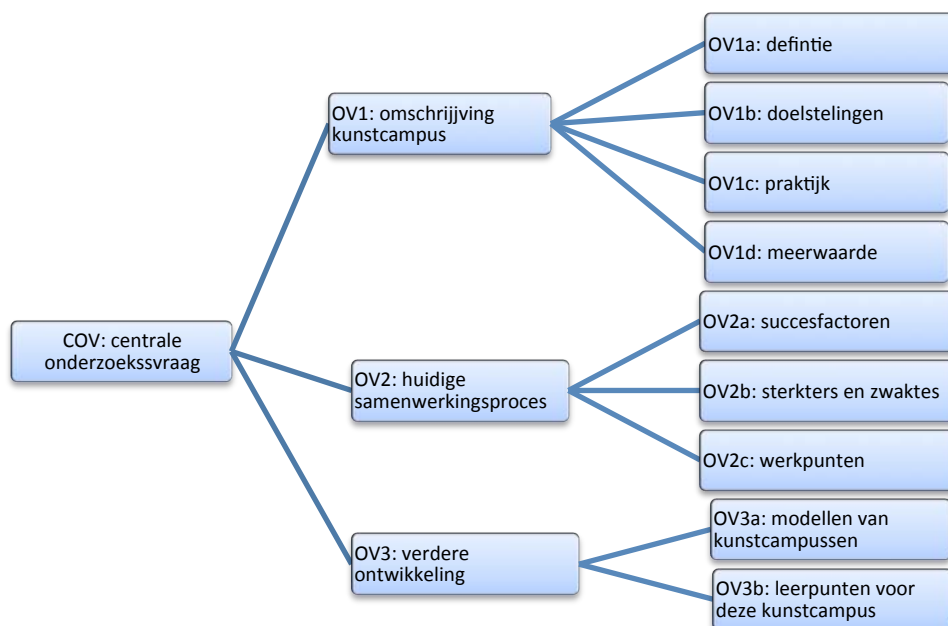 COV: centrale
onderzoekssvraag
OV1: omschrijjving
kunstcampus
OV1a: defintie
OV1b: doelstelingen
OV1c: praktijk
OV1d: meerwaarde
OV2: huidige
samenwerkingsproces
OV2a: succesfactoren
OV2b: sterkters en zwaktes
OV2c: werkpunten
OV3: verdere
ontwikkeling
OV3a: modellen van
kunstcampussen
OV3b: leerpunten voor
deze kunstcampus